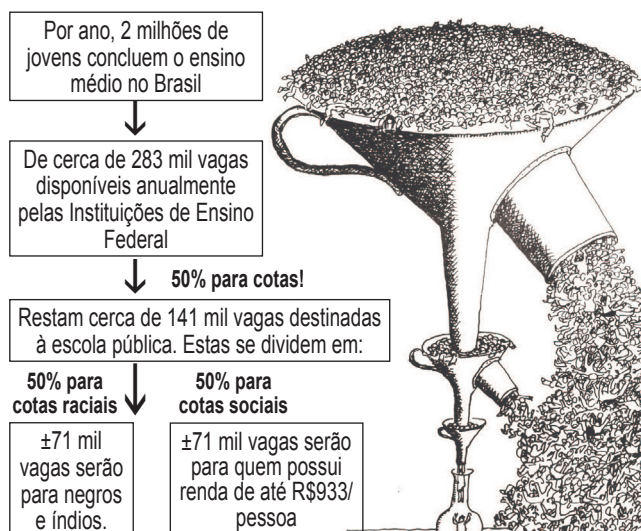 Por ano, 2 milhões de
jovens concluem o ensino
médio no Brasil
De cerca de 283 mil vagas
disponíveis anualmente
pelas Instituições de Ensino
Federal
50% para cotas!
Restam cerca de 141 mil vagas destinadas
à escola pública. Estas se dividem em:
50% para
cotas raciais
50% para
cotas sociais
±71 mil
vagas serão
para negros
e índios.
±71 mil vagas serão
para quem possui
renda de até R$933/
pessoa